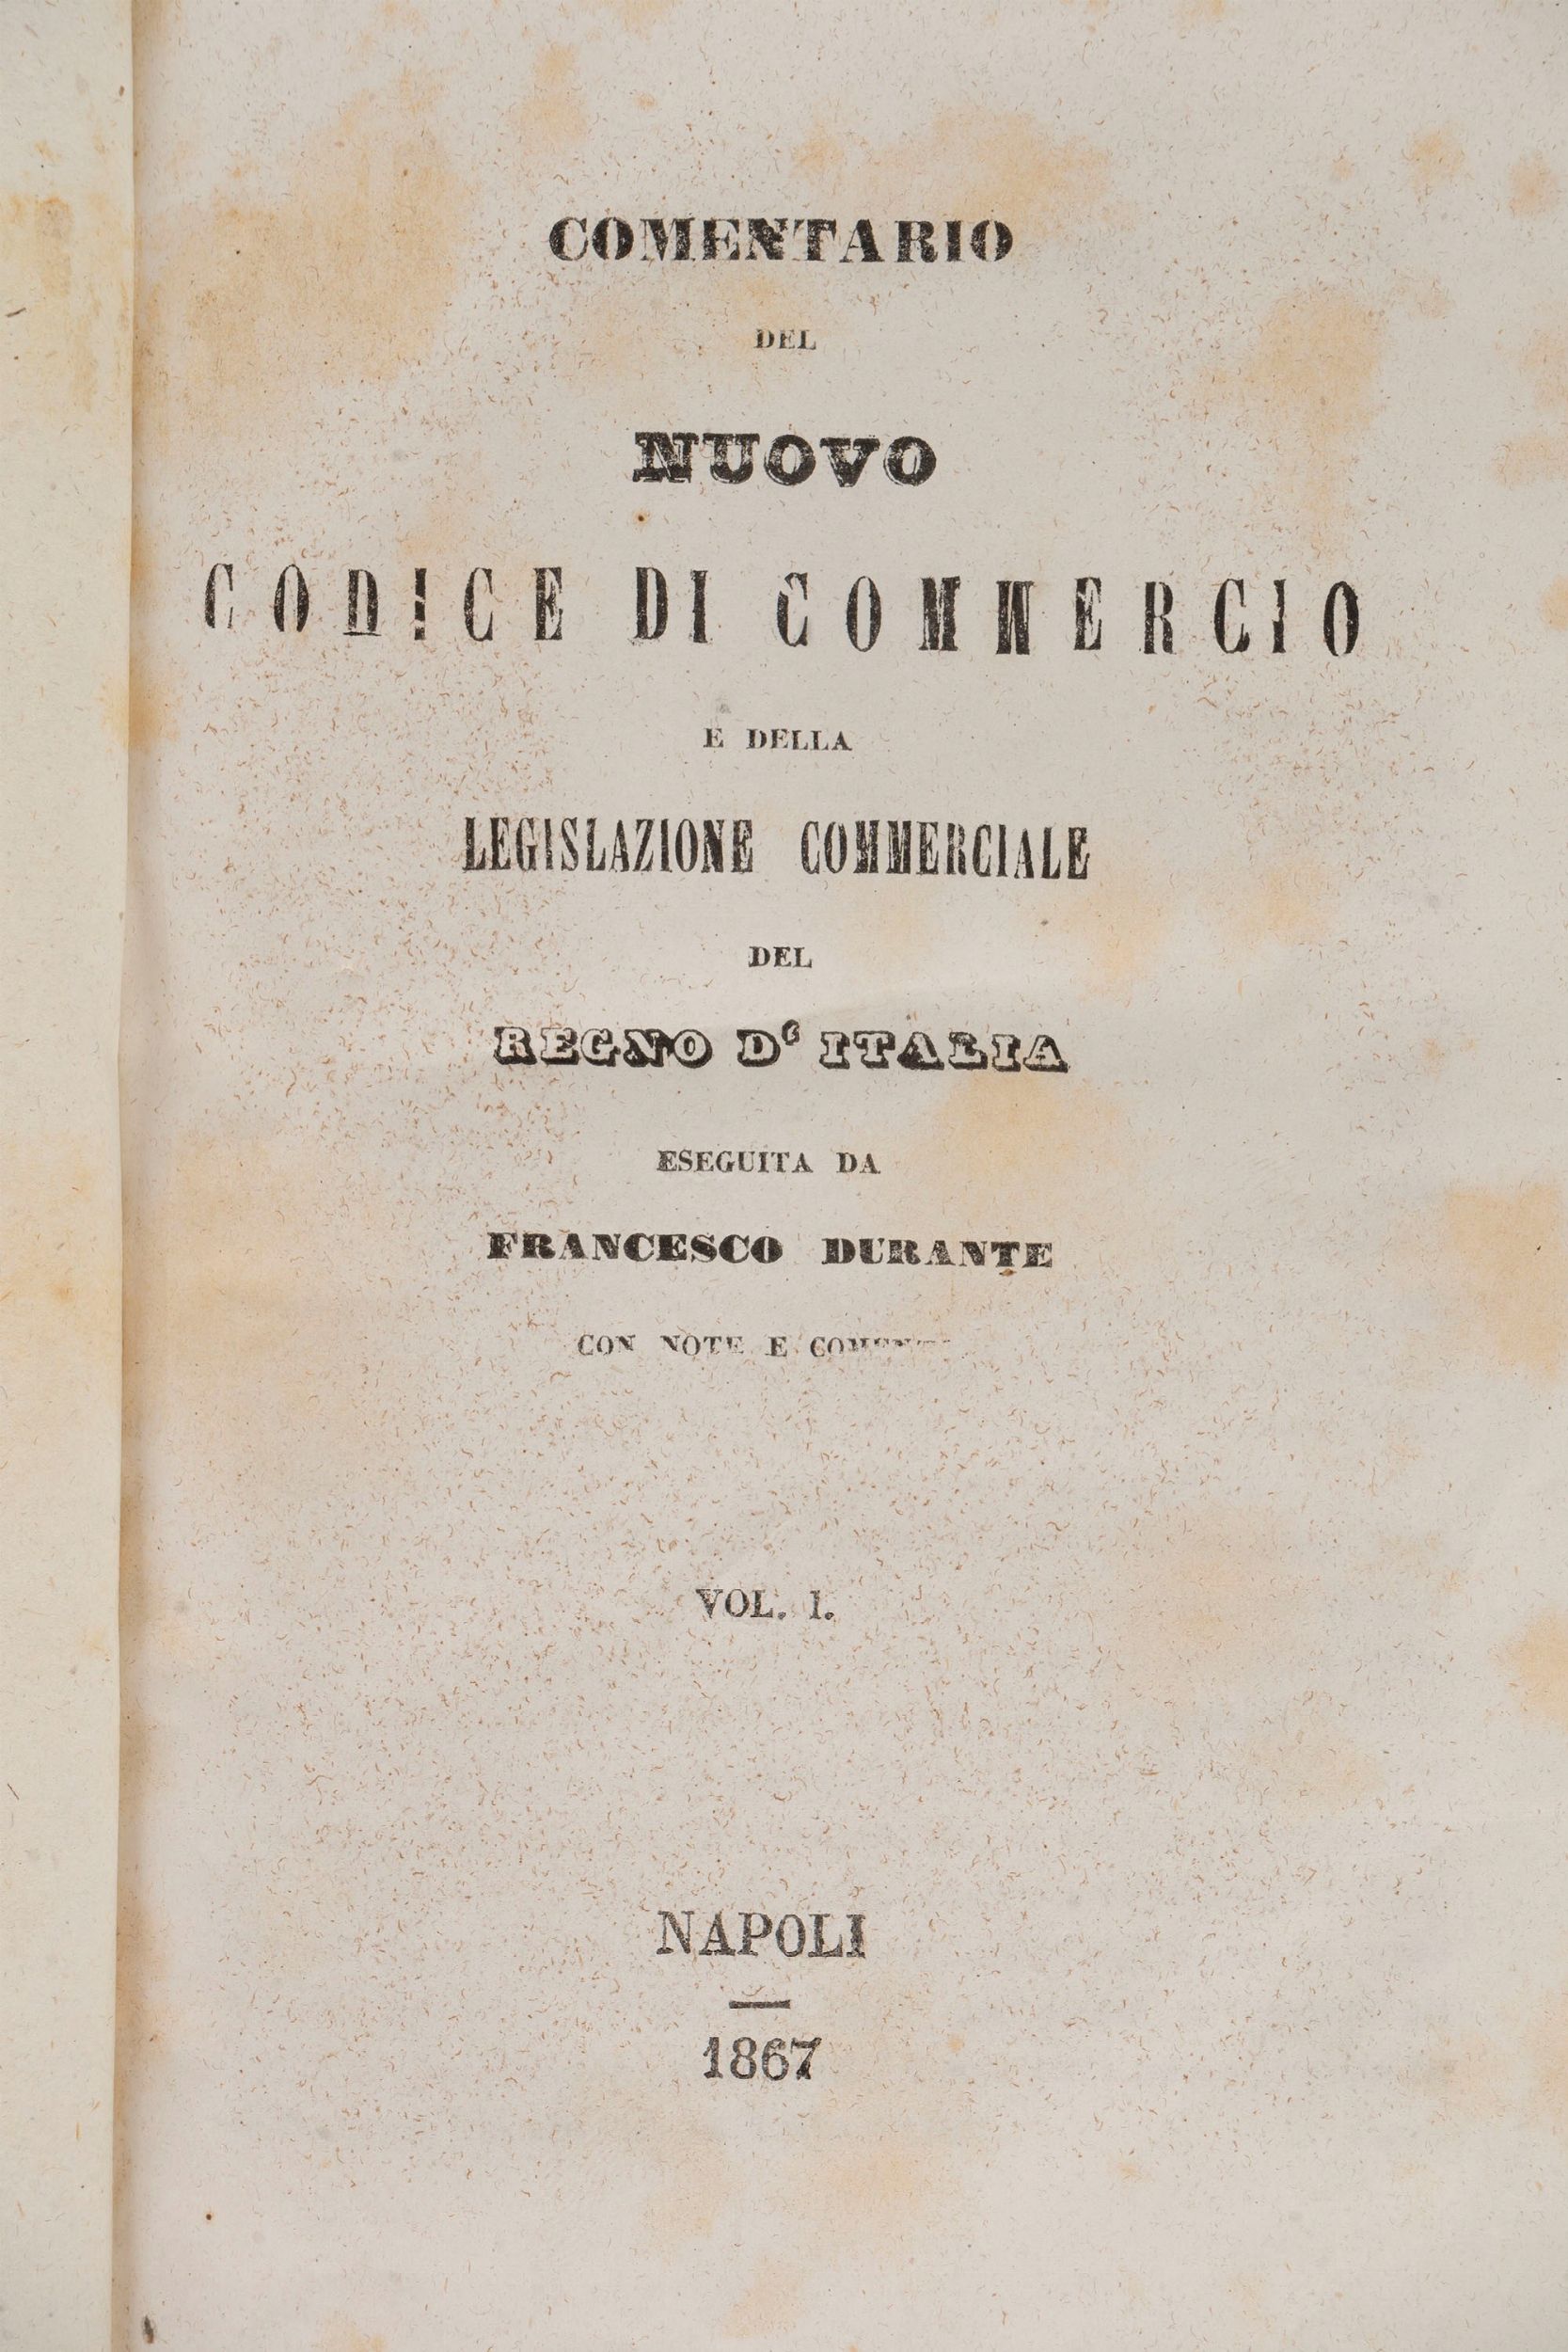 COMENTARIO
DEL
NUOVO
CODICE DI COMMERCIO
E DELLA
LEGISLAZIONE COMMERCIALE
DEL
REGNO D' ITALIA
ESEGUITA DA
FRANCESCO DURANTE
CON NOTE E
VOL. I.
NAPOLI
1867